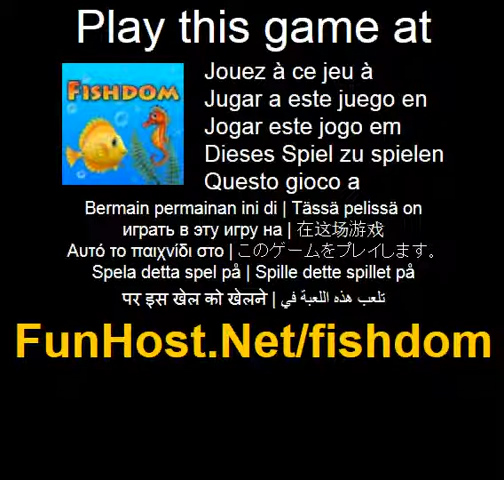 Play this game at
FISHDOM
Jouez à ce jeu à
Jugar a este juego en
Jogar este jogo em
Dieses Spiel zu spielen
Questo gioco a
Bermain permainan ini di | Tässä pelissä on
играть в эту игру на | 在这场游戏
Αυτό το παιχνίδι στο | このゲームをプレイします。
Spela detta spel på | Spille dette spillet på
पर इस खेल को खेलने | تلعب هذه اللعبة في
FunHost.Net/fishdom